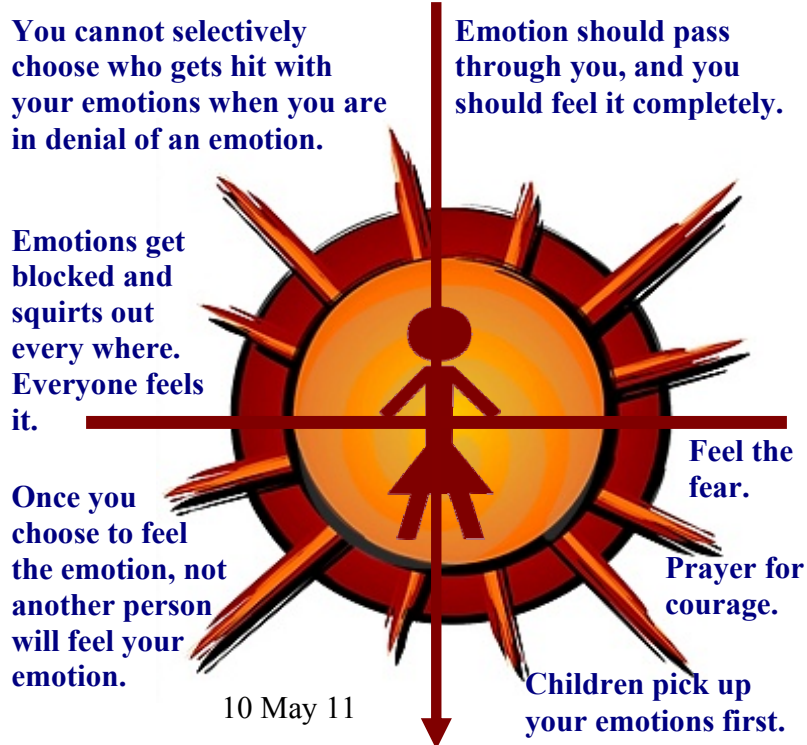 You cannot selectively
choose who gets hit with
your emotions when you are
in denial of an emotion.
Emotion should pass
through you, and you
should feel it completely.
Emotions get
blocked and
squirts out
every where.
Everyone feels
it.
Feel the
fear.
Once you
choose to feel
the emotion, not
another person
will feel your
emotion.
Prayer for
courage.
Children pick up
your emotions first.
10 May 11